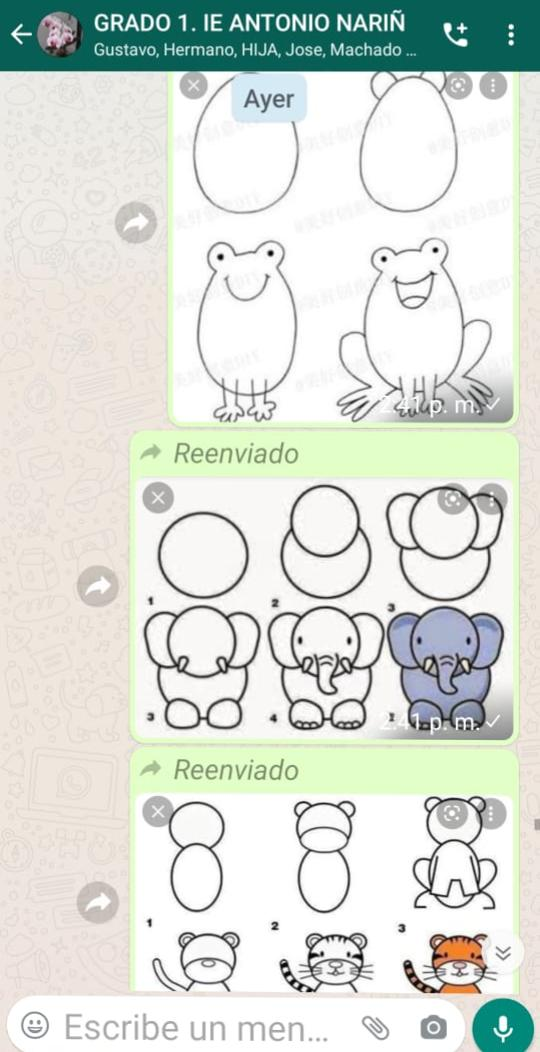 GRADO 1. IE ANTONIO NARIÑ
Gustavo, Hermano, HIJA, Jose, Machado ...
Ayer
2:41 p. m.
Reenviado
1
2
3
3
4
2:41 p. m.
Reenviado
1
2
3
Escribe un men...